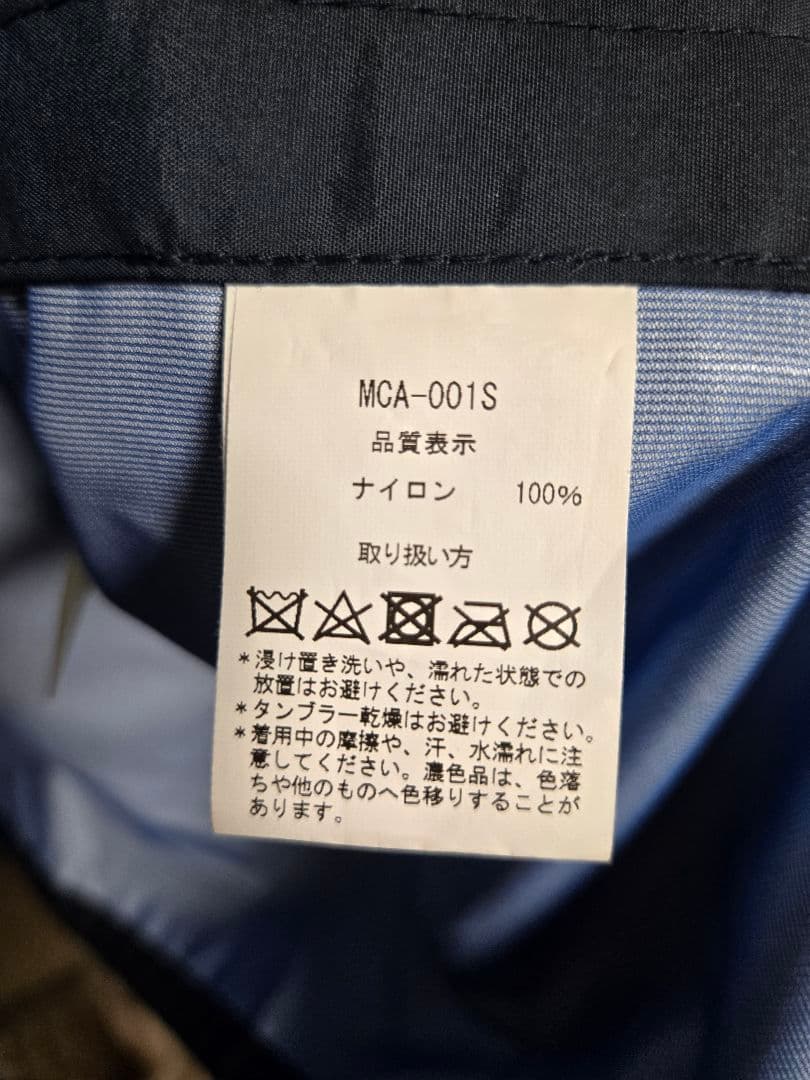 MCA-001S
品質表示
ナイロン 100%
取り扱い方
*浸け置き洗いや、濡れた状態での
放置はお避けください。
*タンブラー乾燥はお避けください。
*着用中の摩擦や、汗、水濡れに注
意してください。濃色品は、色落
ちや他のものへ色移りすることが
あります。